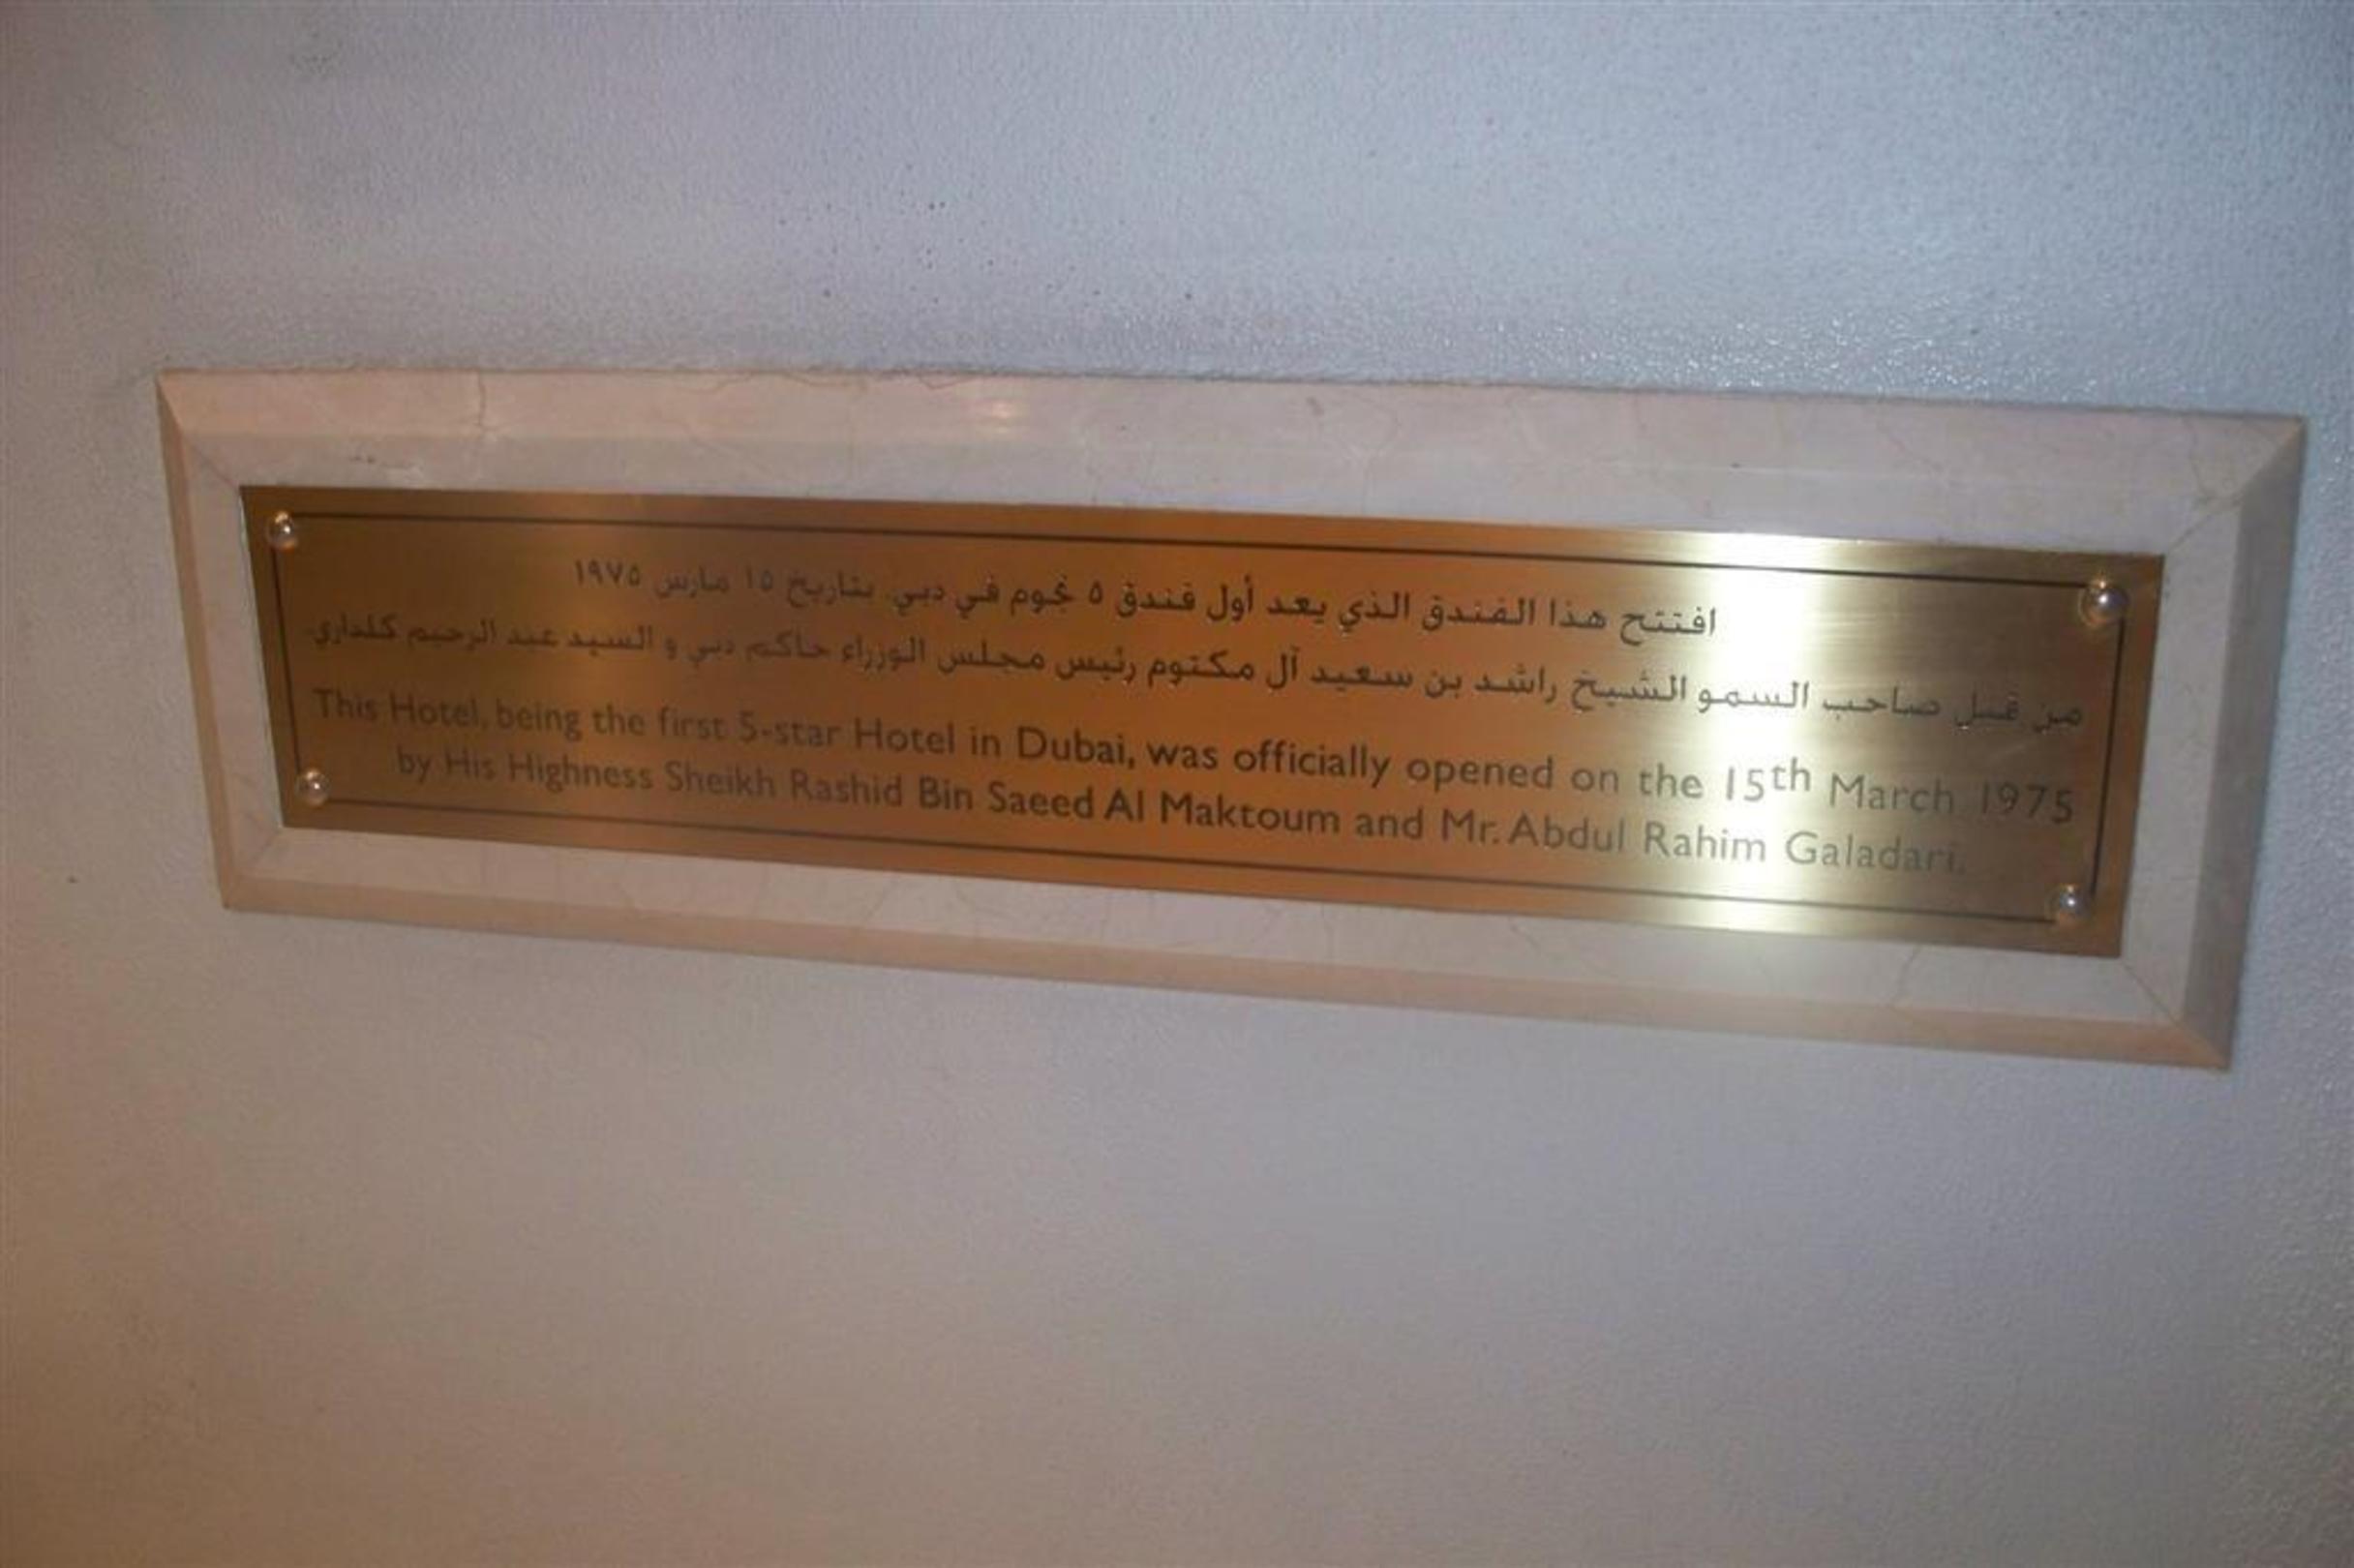 افتتح هذا الفندق الذي يعد أول فندق ٥ نجوم في دبي بتاريخ ١٥ مارس ١٩٧٥
من قبل صاحب السمو الشيخ راشد بن سعيد آل مكتوم رئيس مجلس الوزراء حاكم دبي و السيد عبد الرحيم كلداري
This Hotel, being the first 5-star Hotel in Dubai, was officially opened on the 15th March 1975
by His Highness Sheikh Rashid Bin Saeed Al Maktoum and Mr. Abdul Rahim Galadari.